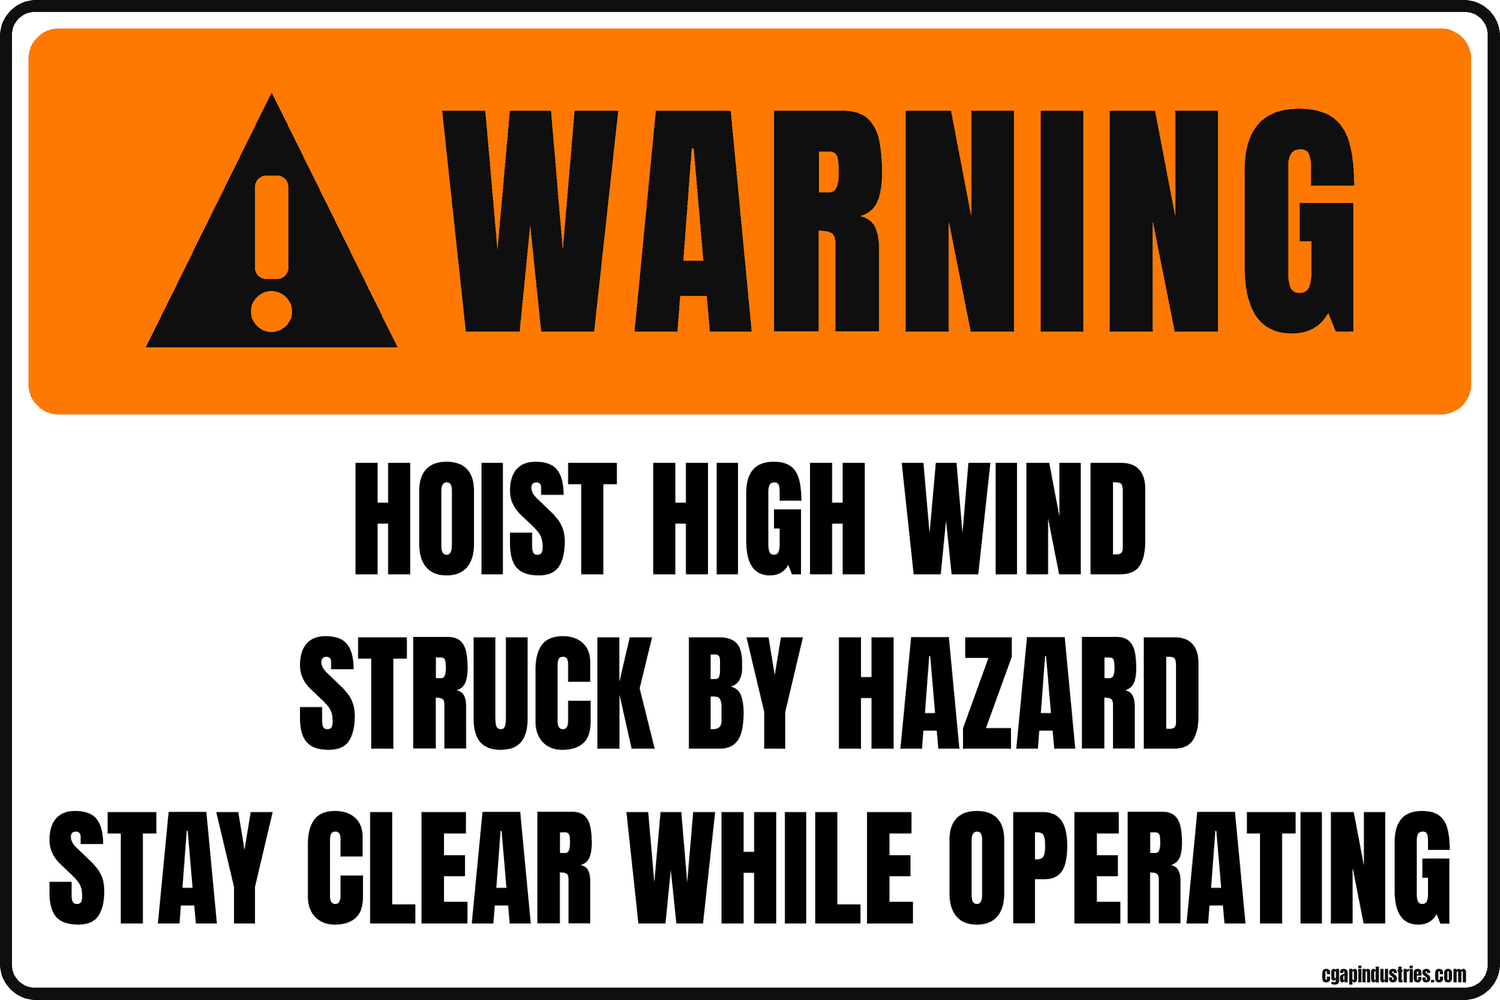 WARNING
HOIST HIGH WIND
STRUCK BY HAZARD
STAY CLEAR WHILE OPERATING
cgapindustries.com